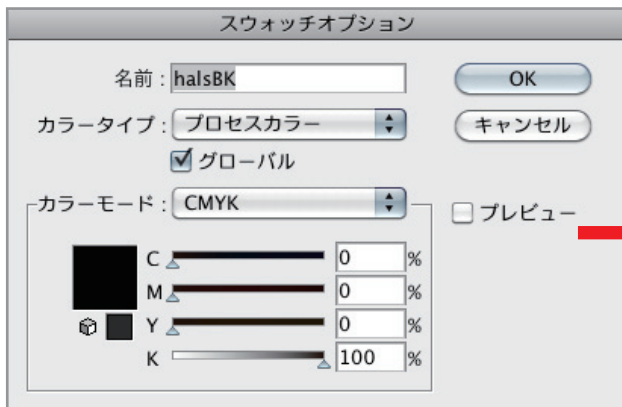 スウォッチオプション
名前 : halsBK
OK
カラータイプ : プロセスカラー
キャンセル
グローバル
カラーモード : CMYK
プレビュー
C 0 %
M 0 %
Y 0 %
K 100 %